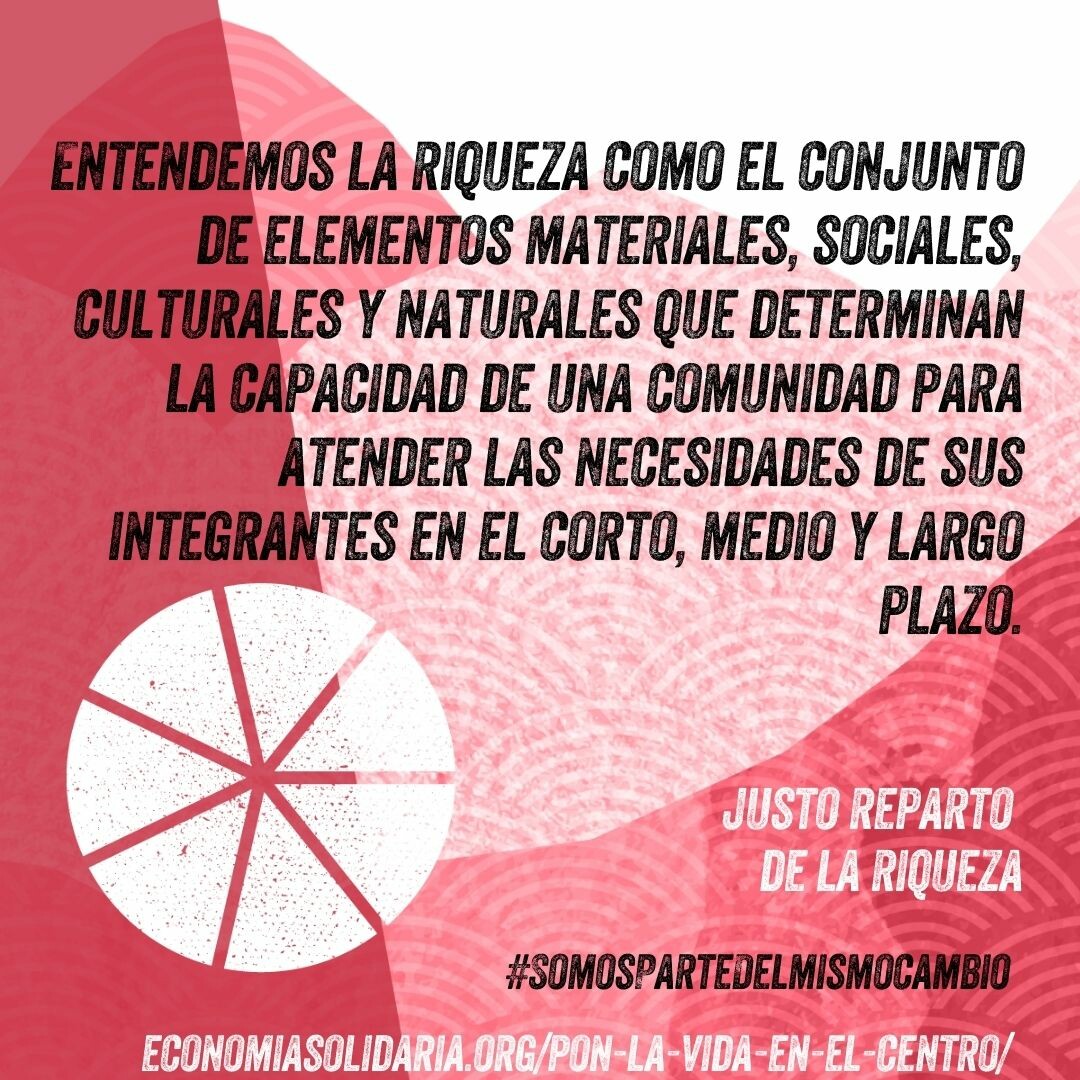 ENTENDEMOS LA RIQUEZA COMO EL CONJUNTO
DE ELEMENTOS MATERIALES, SOCIALES,
CULTURALES Y NATURALES QUE DETERMINAN
LA CAPACIDAD DE UNA COMUNIDAD PARA
ATENDER LAS NECESIDADES DE SUS
INTEGRANTES EN EL CORTO, MEDIO Y LARGO
PLAZO.
JUSTO REPARTO
DE LA RIQUEZA
#SOMOSPARTEDELMISMOCAMBIO
ECONOMIASOLIDARIA.ORG/PON-LA-VIDA-EN-EL-CENTRO/